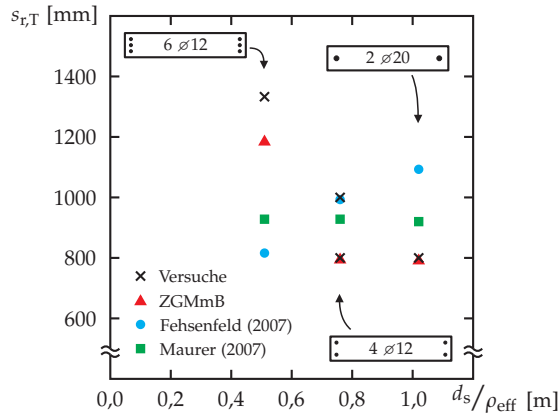 s_r,T [mm]
6 ⌀12
2 ⌀20
1400
1200
1000
800
600
× Versuche
ZGMmB
Fehsenfeld (2007)
Maurer (2007)
4 ⌀12
0,0 0,2 0,4 0,6 0,8 1,0 d_s/ρ_eff [m]